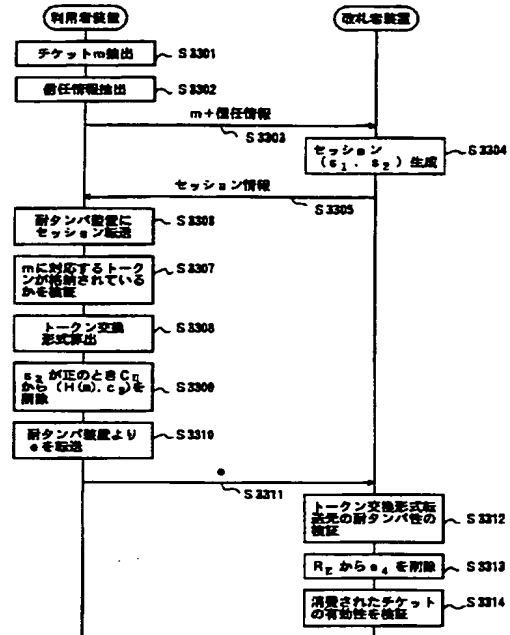 利用者装置
改札者装置
チケットm抽出
S3301
信任情報抽出
S3302
m+信任情報
S3303
セッション
(s₁, s₂) 生成
S3304
セッション情報
S3305
耐タンパ装置に
セッション転送
S3306
mに対応するトーク
ンが格納されている
かを検証
S3307
トークン交換
形式算出
S3308
s₂が正のとき
から(H(m),
を
削除
S3309
耐タンパ装置より
eを転送
S3310
e
S3311
トークン交換形式転
送元の耐タンパ性の
検証
S3312
から e₄ を削除
S3313
消費されたチケット
の有効性を検証
S3314